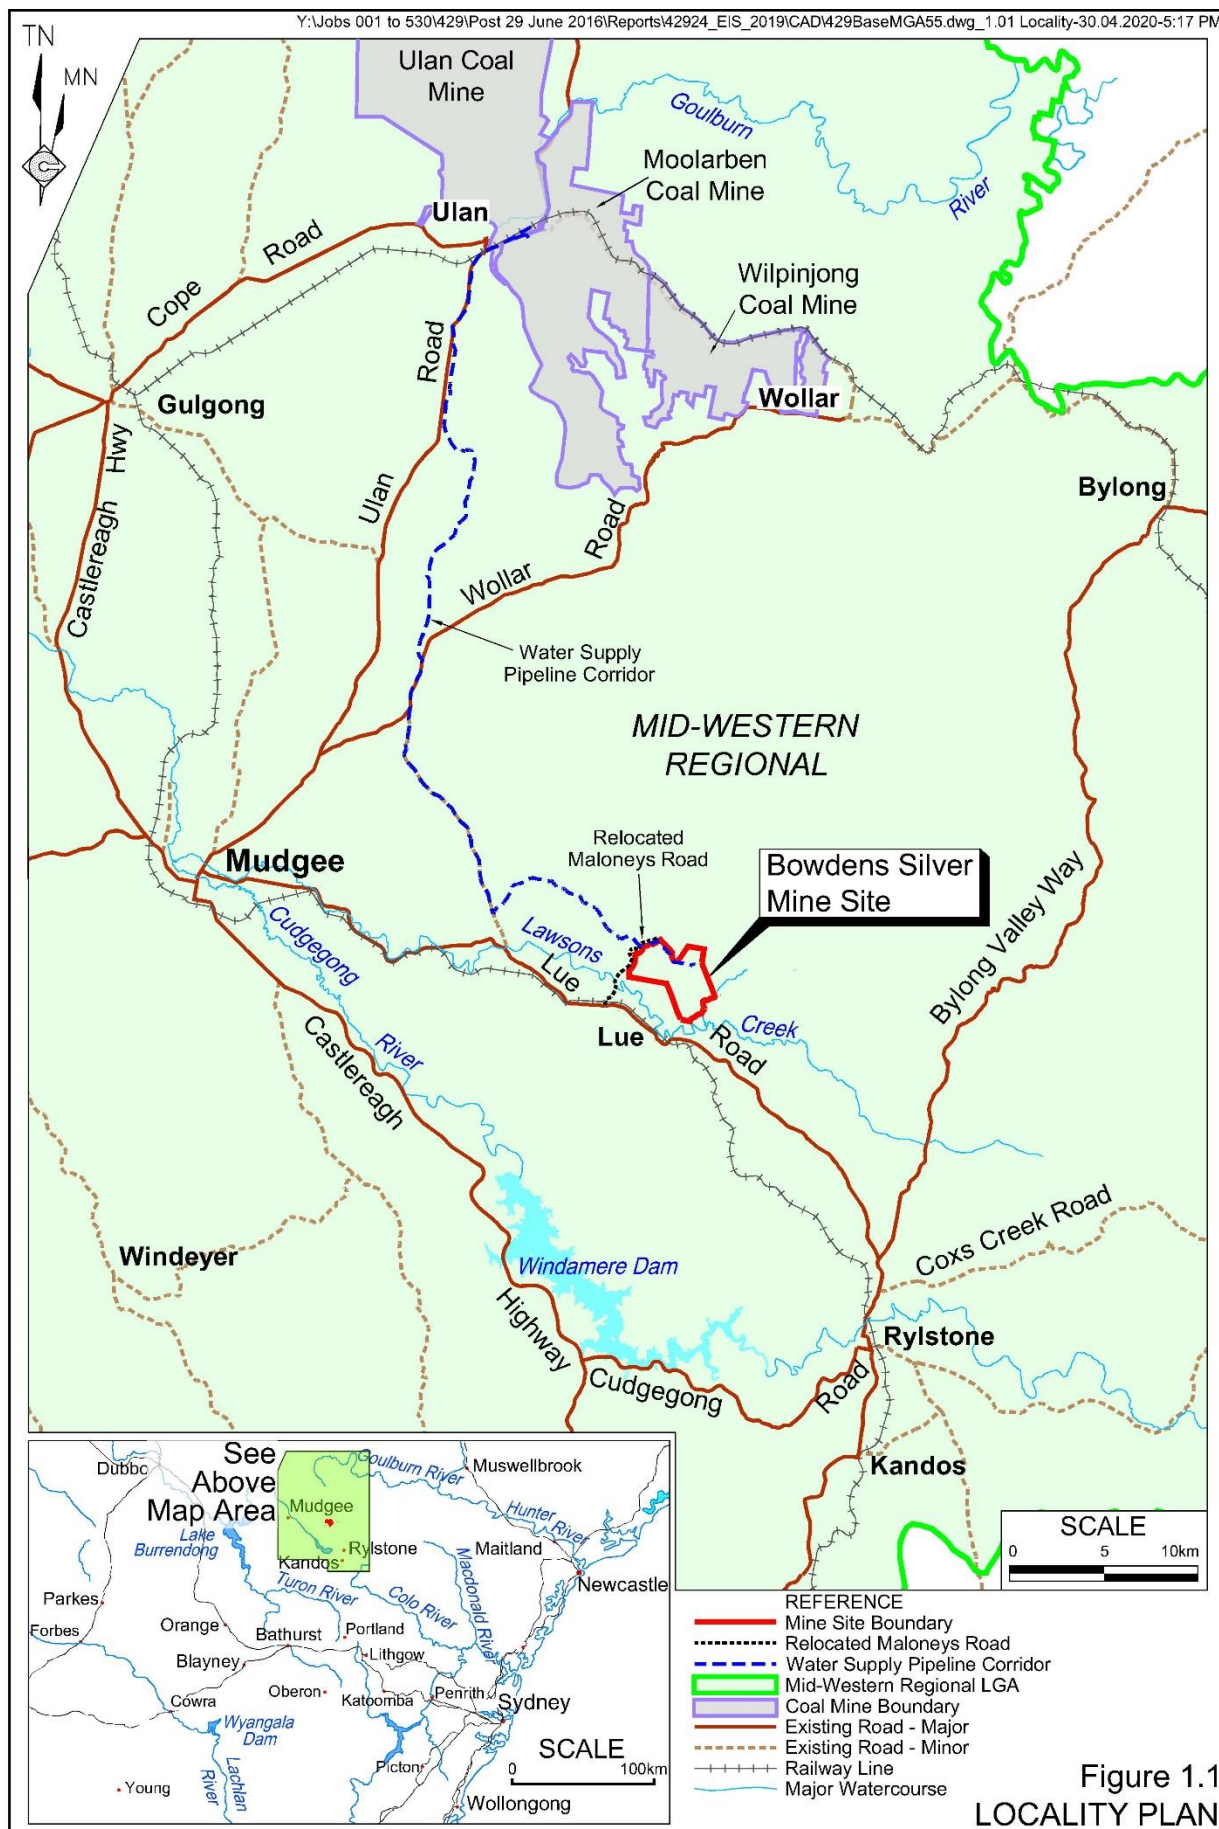 Y:\Jobs 001 to 530\429\Post 29 June 2016\Reports\42924_EIS_2019\CAD\429BaseMGA55.dwg_1.01 Locality-30.04.2020-5:17 PM
TN
MN
Ulan Coal
Mine
Goulburn
River
Moolarben
Coal Mine
Ulan
Wilpinjong
Coal Mine
Cope
Road
Road
Ulan
Gulgong
Wollar
Castlereagh
Hwy
Bylong
Wollar
Road
Water Supply
Pipeline Corridor
MID-WESTERN
REGIONAL
Relocated
Maloneys Road
Bowdens Silver
Mine Site
Mudgee
Cudgegong
River
Lawsons
Creek
Lue
Road
Lue
Bylong Valley Way
Castlereagh
Highway
Windeyer
Windamere Dam
Coxs Creek Road
Rylstone
Cudgegong
Road
Kandos
SCALE
0 5 10km
See
Above
Map Area
Dubbo
Mudgee
Lake
Burrendong
Kandos
Rylstone
Goulburn River
Muswellbrook
Hunter River
Maitland
Newcastle
Macdonald River
Turon River
Colo River
Parkes
Forbes
Orange
Bathurst
Portland
Lithgow
Blayney
Oberon
Katoomba
Penrith
Sydney
Cowra
Wyangala
Dam
Lachlan
River
Young
Picton
Wollongong
SCALE
0 100km
REFERENCE
Mine Site Boundary
Relocated Maloneys Road
Water Supply Pipeline Corridor
Mid-Western Regional LGA
Coal Mine Boundary
Existing Road - Major
Existing Road - Minor
Railway Line
Major Watercourse
Figure 1.1
LOCALITY PLAN